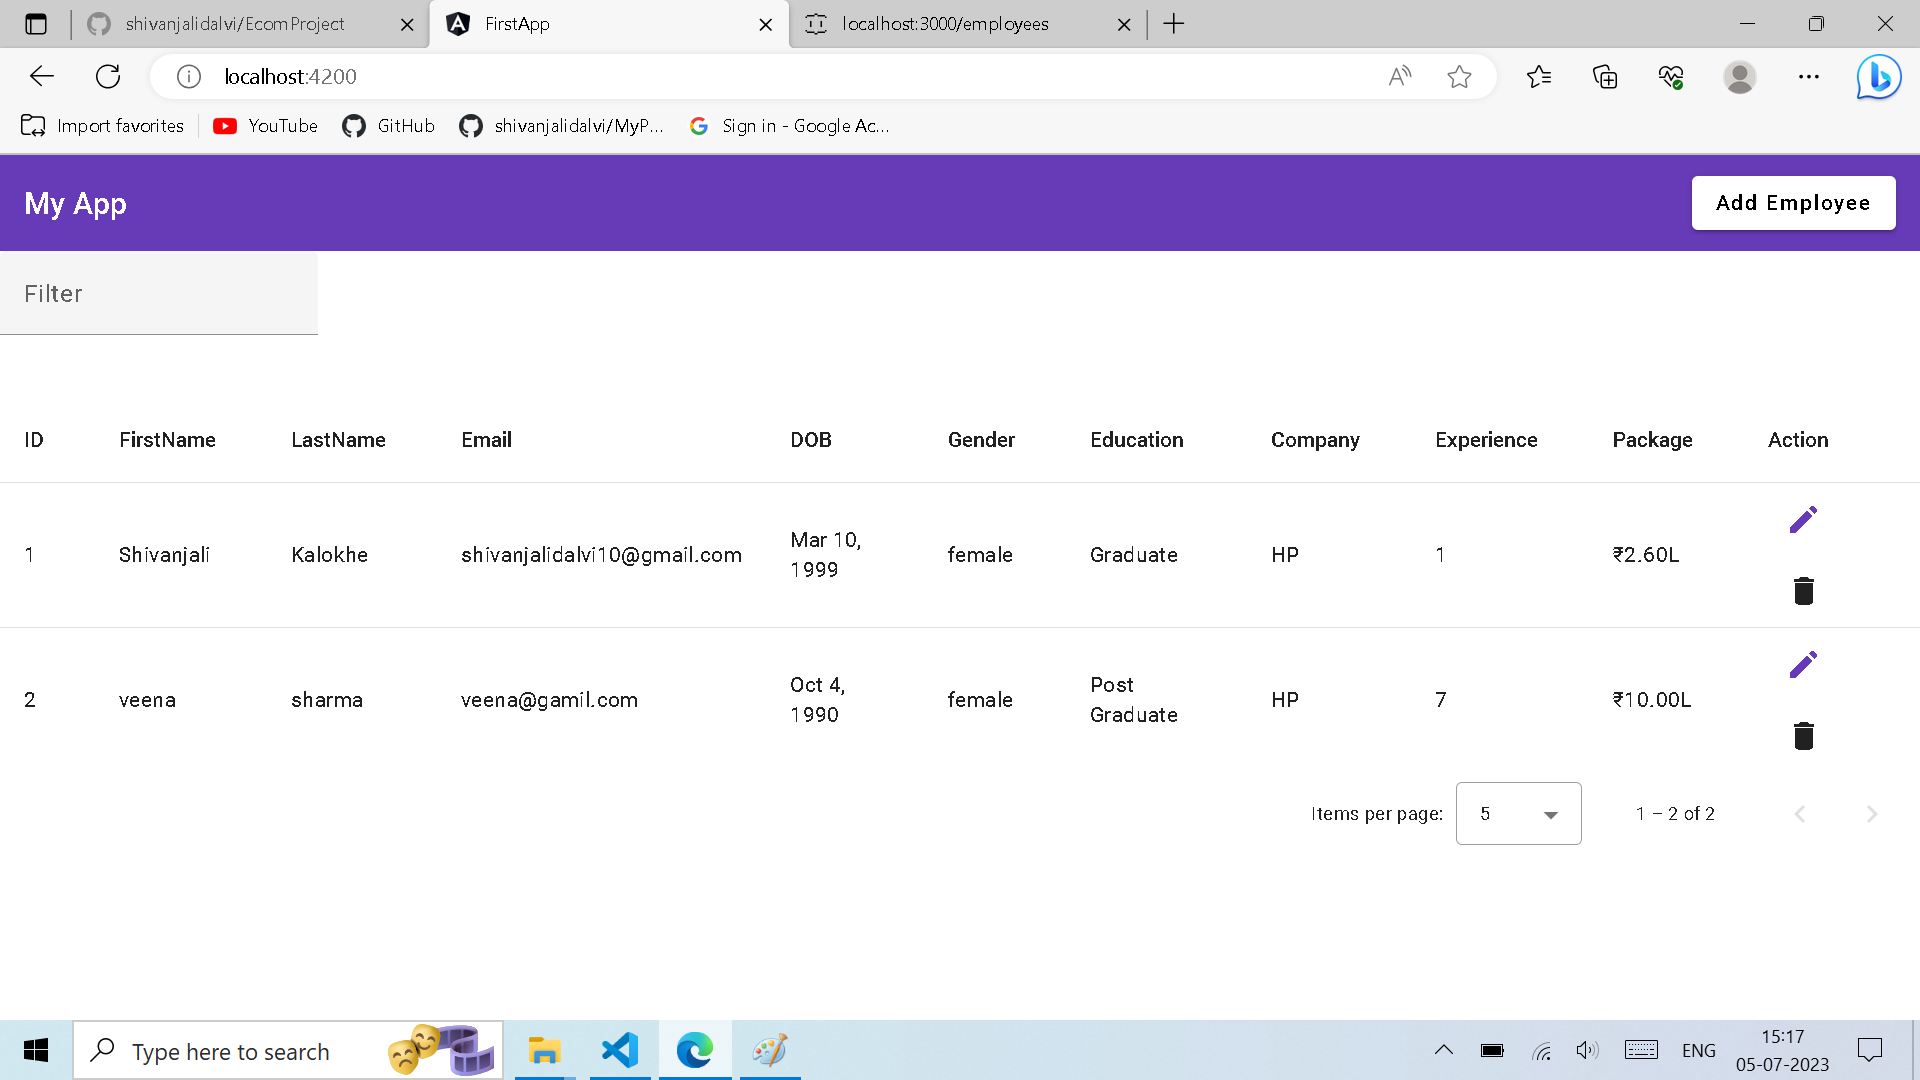 shivanjalidalvi/EcomProject
FirstApp
localhost:3000/employees
localhost:4200
Import favorites
YouTube
GitHub
shivanjalidalvi/MyP...
Sign in - Google Ac...
My App
Add Employee
Filter
ID FirstName LastName Email DOB Gender Education Company Experience Package Action
1 Shivanjali Kalokhe shivanjalidalvi10@gmail.com Mar 10, 1999 female Graduate HP 1 ₹2.60L
2 veena sharma veena@gamil.com Oct 4, 1990 female Post Graduate HP 7 ₹10.00L
Items per page: 5 1 – 2 of 2
Type here to search
ENG
15:17
05-07-2023